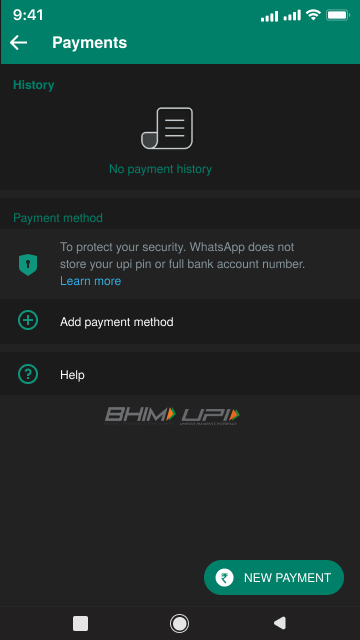 9:41
Payments
History
No payment history
Payment method
To protect your security. WhatsApp does not
store your upi pin or full bank account number.
Learn more
Add payment method
Help
BHIM UPI
NEW PAYMENT